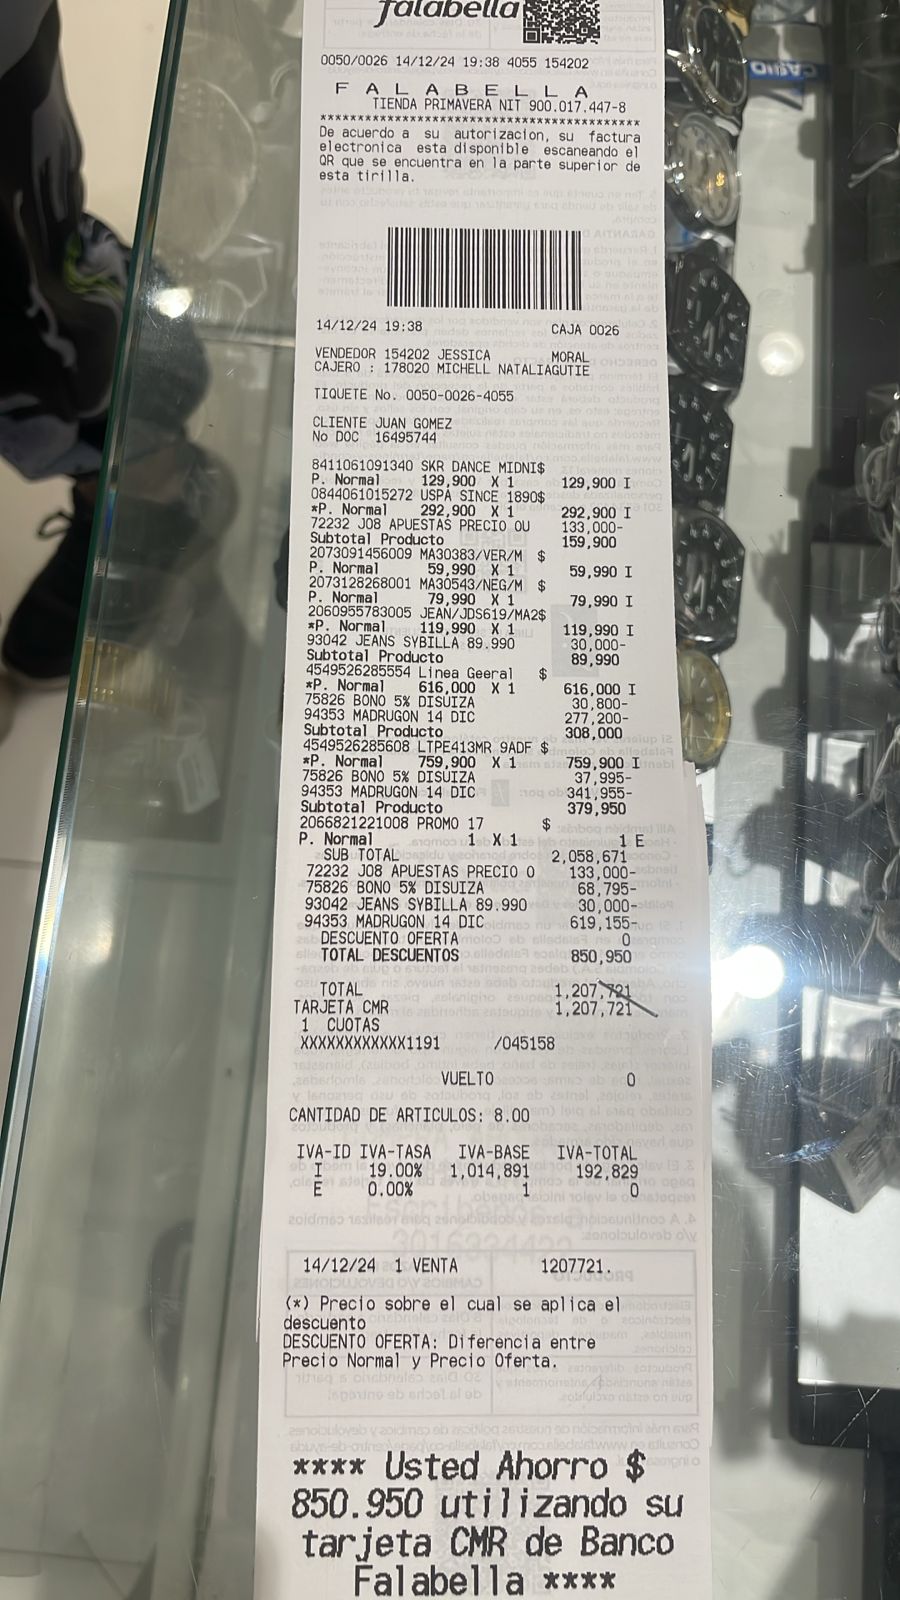 falabella
0050/0026 14/12/24 19:38 4055 154202
F A L A B E L L A
TIENDA PRIMAVERA NIT 900.017.447-8
****************************************
De acuerdo a su autorizacion, su factura
electronica esta disponible escaneando el
QR que se encuentra en la parte superior de
esta tirilla.
14/12/24 19:38 CAJA 0026
VENDEDOR 154202 JESSICA MORAL
CAJERO : 178020 MICHELL NATALIAGUTIE
TIQUETE No. 0050-0026-4055
CLIENTE JUAN GOMEZ
No DOC 16495744
8411061091340 SKR DANCE MIDNI$
P. Normal 129,900 X 1 129,900 I
0844061015272 USPA SINCE 1890$
*P. Normal 292,900 X 1 292,900 I
72232 J08 APUESTAS PRECIO OU 133,000-
Subtotal Producto 159,900
2073091456009 MA30383/VER/M $
P. Normal 59,990 X 1 59,990 I
2073128268001 MA30543/NEG/M $
P. Normal 79,990 X 1 79,990 I
2060955783005 JEAN/JDS619/MA2$
*P. Normal 119,990 X 1 119,990 I
93042 JEANS SYBILLA 89.990 30,000-
Subtotal Producto 89,990
4549526285554 Linea Geeral $
*P. Normal 616,000 X 1 616,000 I
75826 BONO 5% DISUIZA 30,800-
94353 MADRUGON 14 DIC 277,200-
Subtotal Producto 308,000
4549526285608 LTPE413MR 9ADF $
*P. Normal 759,900 X 1 759,900 I
75826 BONO 5% DISUIZA 37,995-
94353 MADRUGON 14 DIC 341,955-
Subtotal Producto 379,950
2066821221008 PROMO 17 $
P. Normal 1 X 1 1 E
SUB TOTAL 2,058,671
72232 J08 APUESTAS PRECIO O 133,000-
75826 BONO 5% DISUIZA 68,795-
93042 JEANS SYBILLA 89.990 30,000-
94353 MADRUGON 14 DIC 619,155-
DESCUENTO OFERTA 0
TOTAL DESCUENTOS 850,950
TOTAL 1,207,721
TARJETA CMR 1,207,721
1 CUOTAS
XXXXXXXXXXXX1191 /045158
VUELTO 0
CANTIDAD DE ARTICULOS: 8.00
IVA-ID IVA-TASA IVA-BASE IVA-TOTAL
I 19.00% 1,014,891 192,829
E 0.00% 1 0
14/12/24 1 VENTA 1207721.
(*) Precio sobre el cual se aplica el
descuento
DESCUENTO OFERTA: Diferencia entre
Precio Normal y Precio Oferta.
**** Usted Ahorro $
850.950 utilizando su
tarjeta CMR de Banco
Falabella ****
CASIO